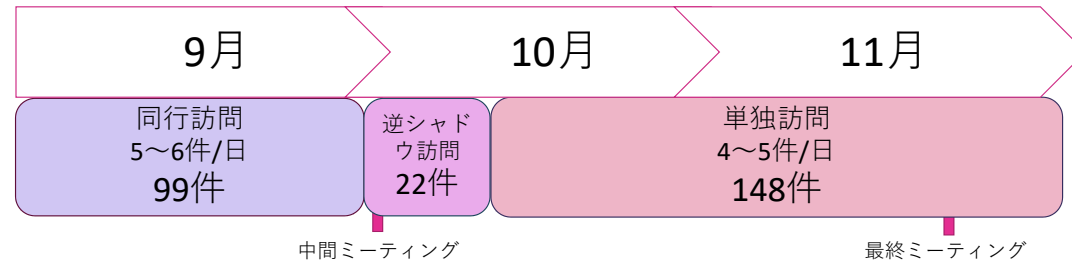 9月
10月
11月
同行訪問
5〜6件/日
99件
逆シャド
ウ訪問
22件
単独訪問
4〜5件/日
148件
中間ミーティング
最終ミーティング